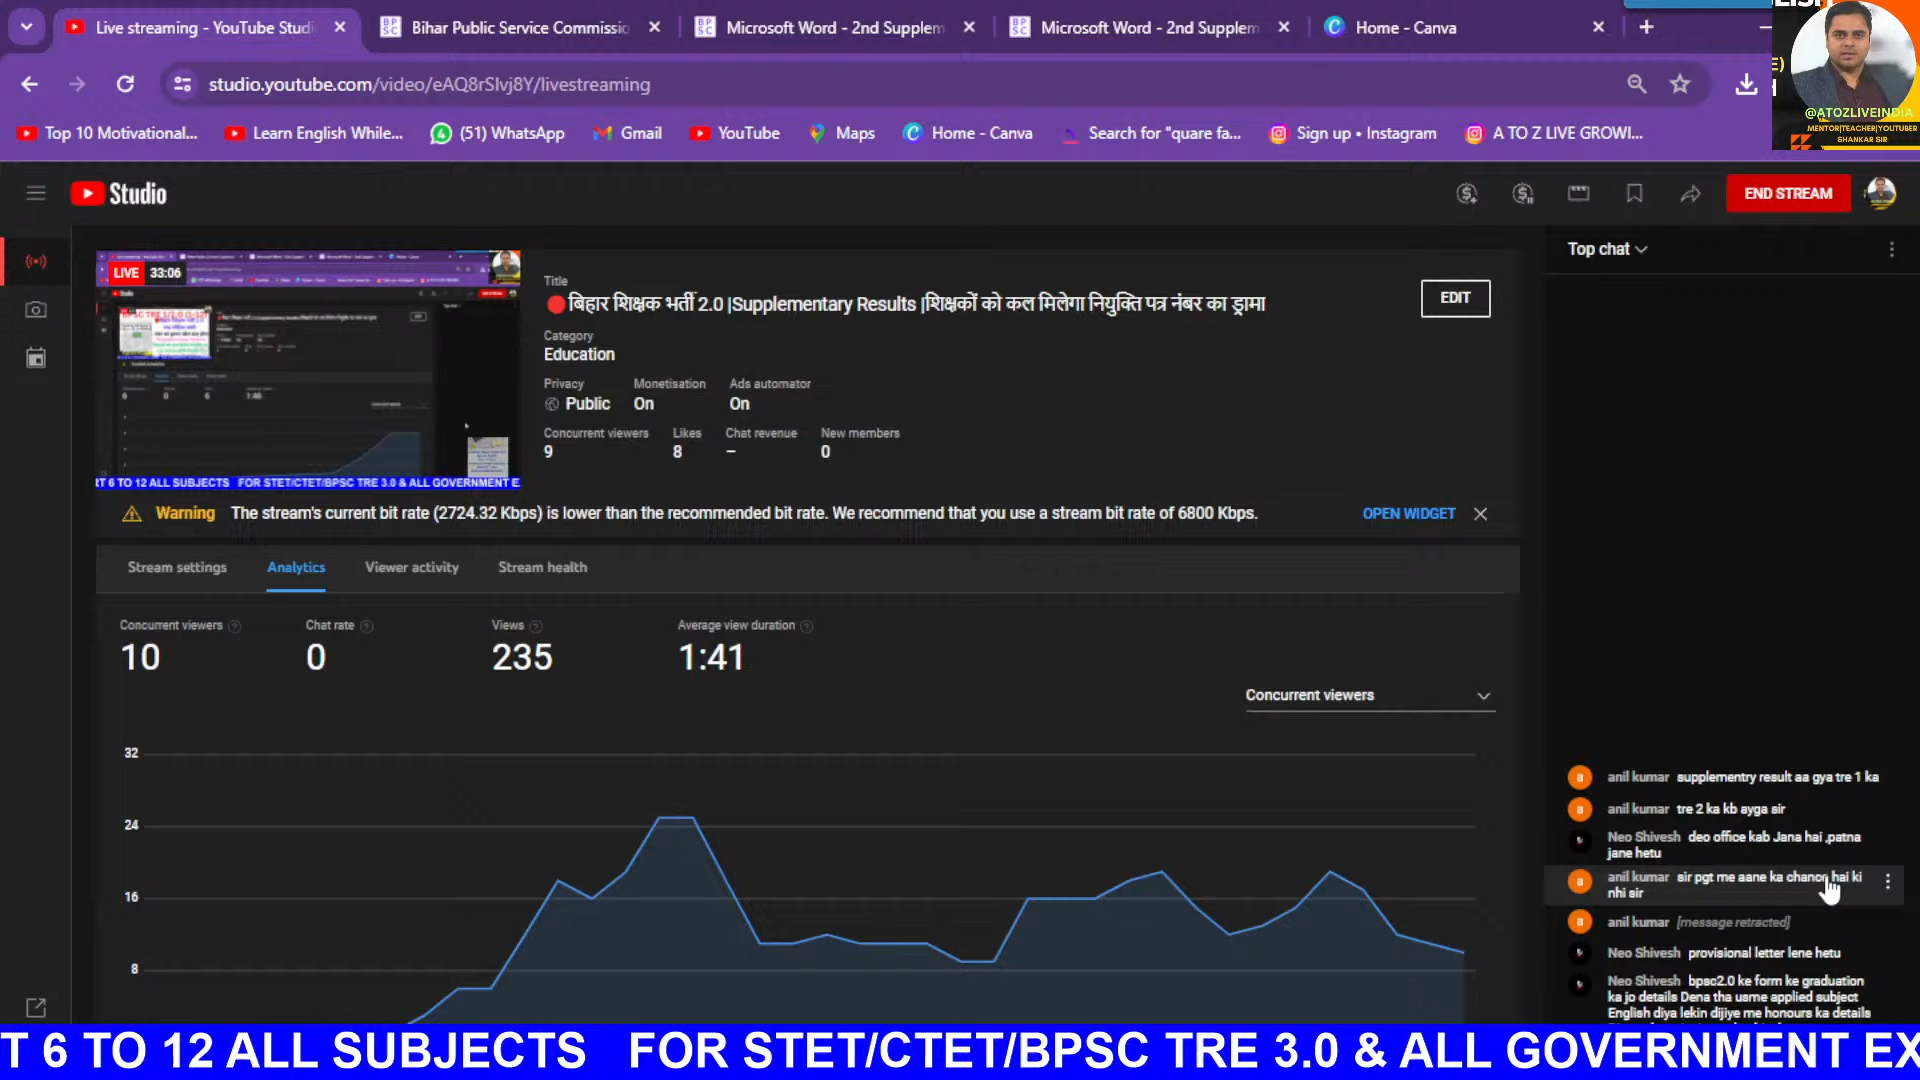 Live streaming - YouTube Studi
Bihar Public Service Commissio
Microsoft Word - 2nd Supplem
Microsoft Word - 2nd Supplem
Home - Canva
studio.youtube.com/video/eAQ8rSlvj8Y/livestreaming
@ATOZLIVEINDIA
MENTOR|TEACHER|YOUTUBER
SHANKAR SIR
Top 10 Motivational...
Learn English While...
(51) WhatsApp
Gmail
YouTube
Maps
Home - Canva
Search for "quare fa...
Sign up • Instagram
A TO Z LIVE GROWI...
Studio
END STREAM
LIVE 33:06
RT 6 TO 12 ALL SUBJECTS FOR STET/CTET/BPSC TRE 3.0 & ALL GOVERNMENT E
Title
🔴बिहार शिक्षक भर्ती 2.0 |Supplementary Results |शिक्षकों को कल मिलेगा नियुक्ति पत्र नंबर का ड्रामा
EDIT
Category
Education
Privacy Monetisation Ads automator
Public On On
Concurrent viewers Likes Chat revenue New members
9 8 – 0
Warning The stream's current bit rate (2724.32 Kbps) is lower than the recommended bit rate. We recommend that you use a stream bit rate of 6800 Kbps.
OPEN WIDGET
Stream settings Analytics Viewer activity Stream health
Concurrent viewers Chat rate Views Average view duration
10 0 235 1:41
Concurrent viewers
32
24
16
8
Top chat
anil kumar supplementry result aa gya tre 1 ka
anil kumar tre 2 ka kb ayga sir
Neo Shivesh deo office kab Jana hai ,patna
jane hetu
anil kumar sir pgt me aane ka chance hai ki
nhi sir
anil kumar [message retracted]
Neo Shivesh provisional letter lene hetu
Neo Shivesh bpsc2.0 ke form ke graduation
ka jo details Dena tha usme applied subject
English diya lekin dijiye me honours ka details
T 6 TO 12 ALL SUBJECTS FOR STET/CTET/BPSC TRE 3.0 & ALL GOVERNMENT EX